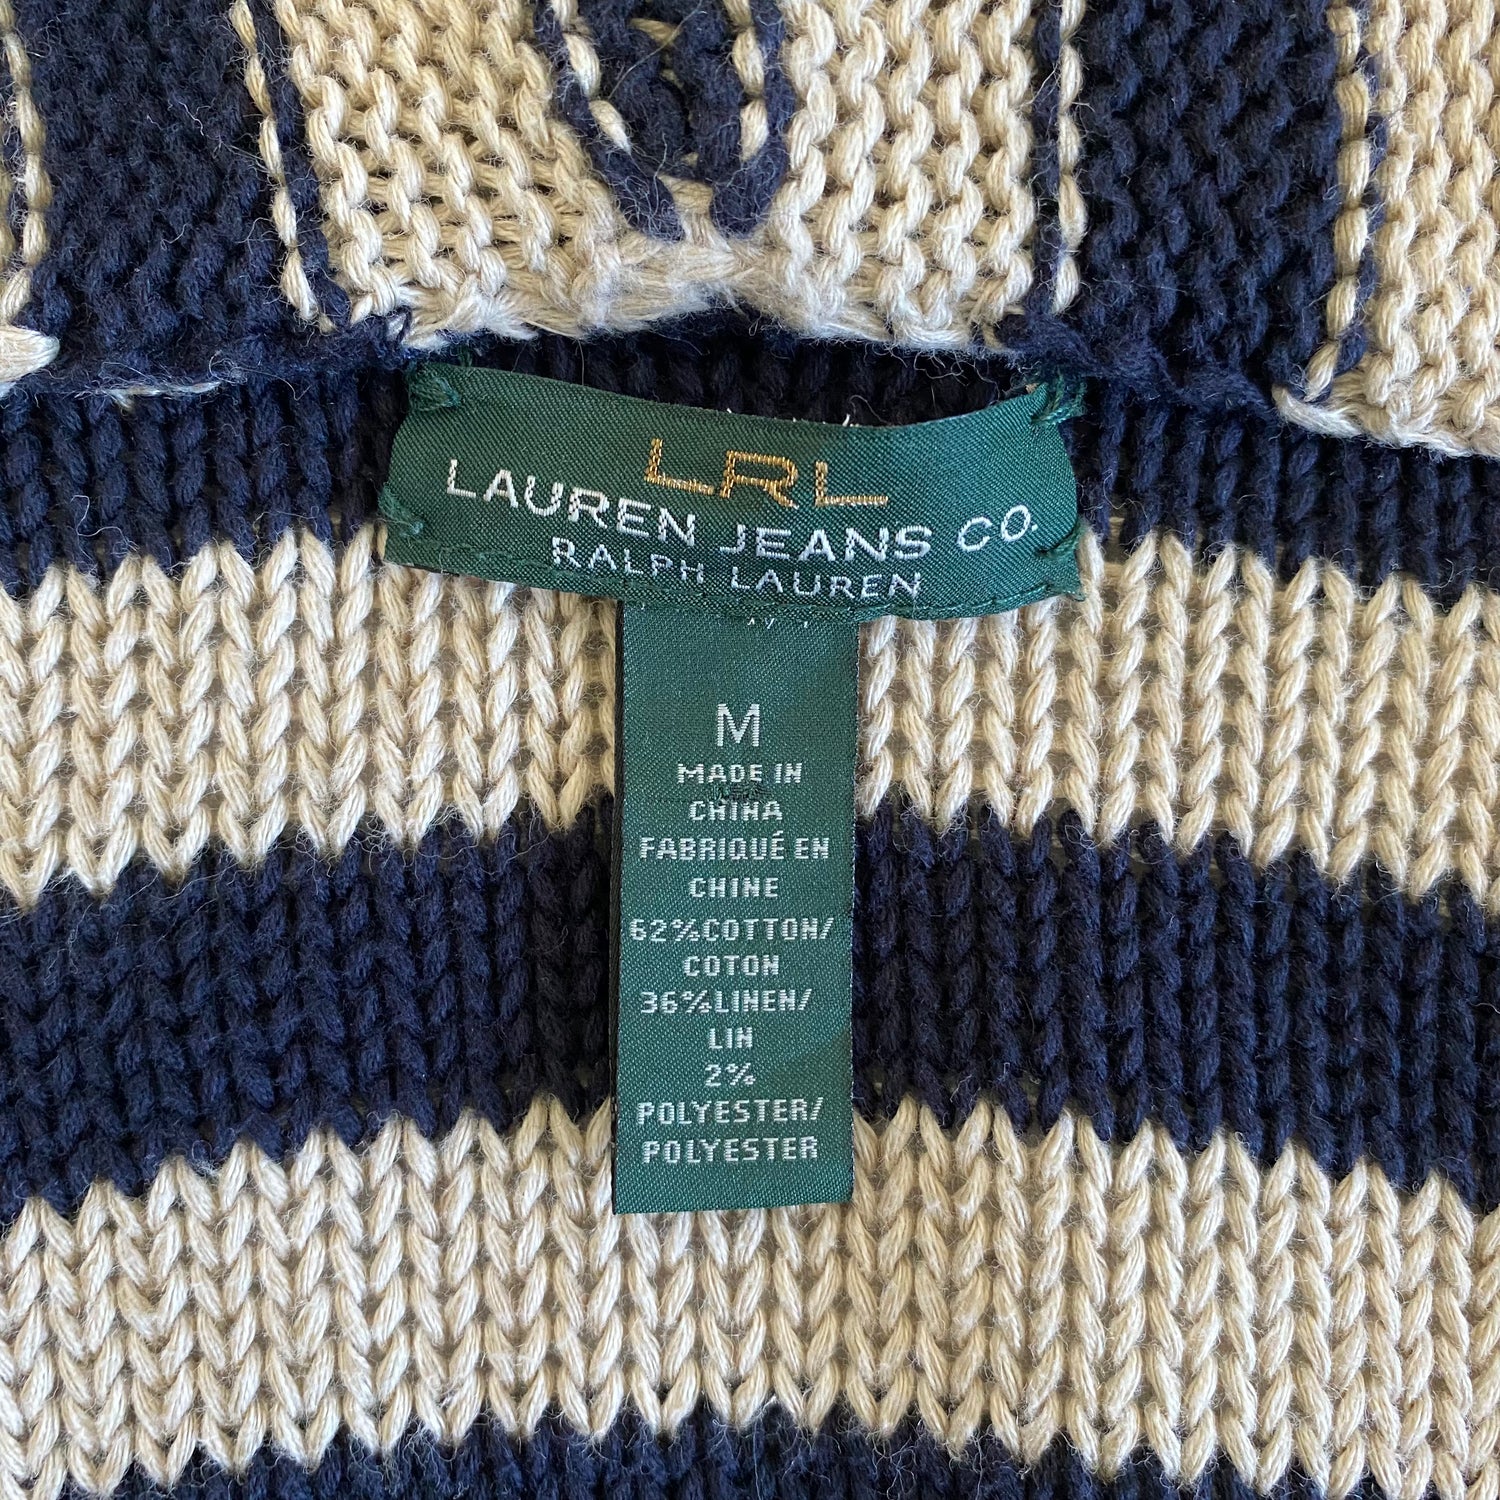 LRL
LAUREN JEANS CO.
RALPH LAUREN
M
MADE IN
CHINA
FABRIQUÉ EN
CHINE
62%COTTON/
COTON
36%LINEN/
LIN
2%
POLYESTER/
POLYESTER